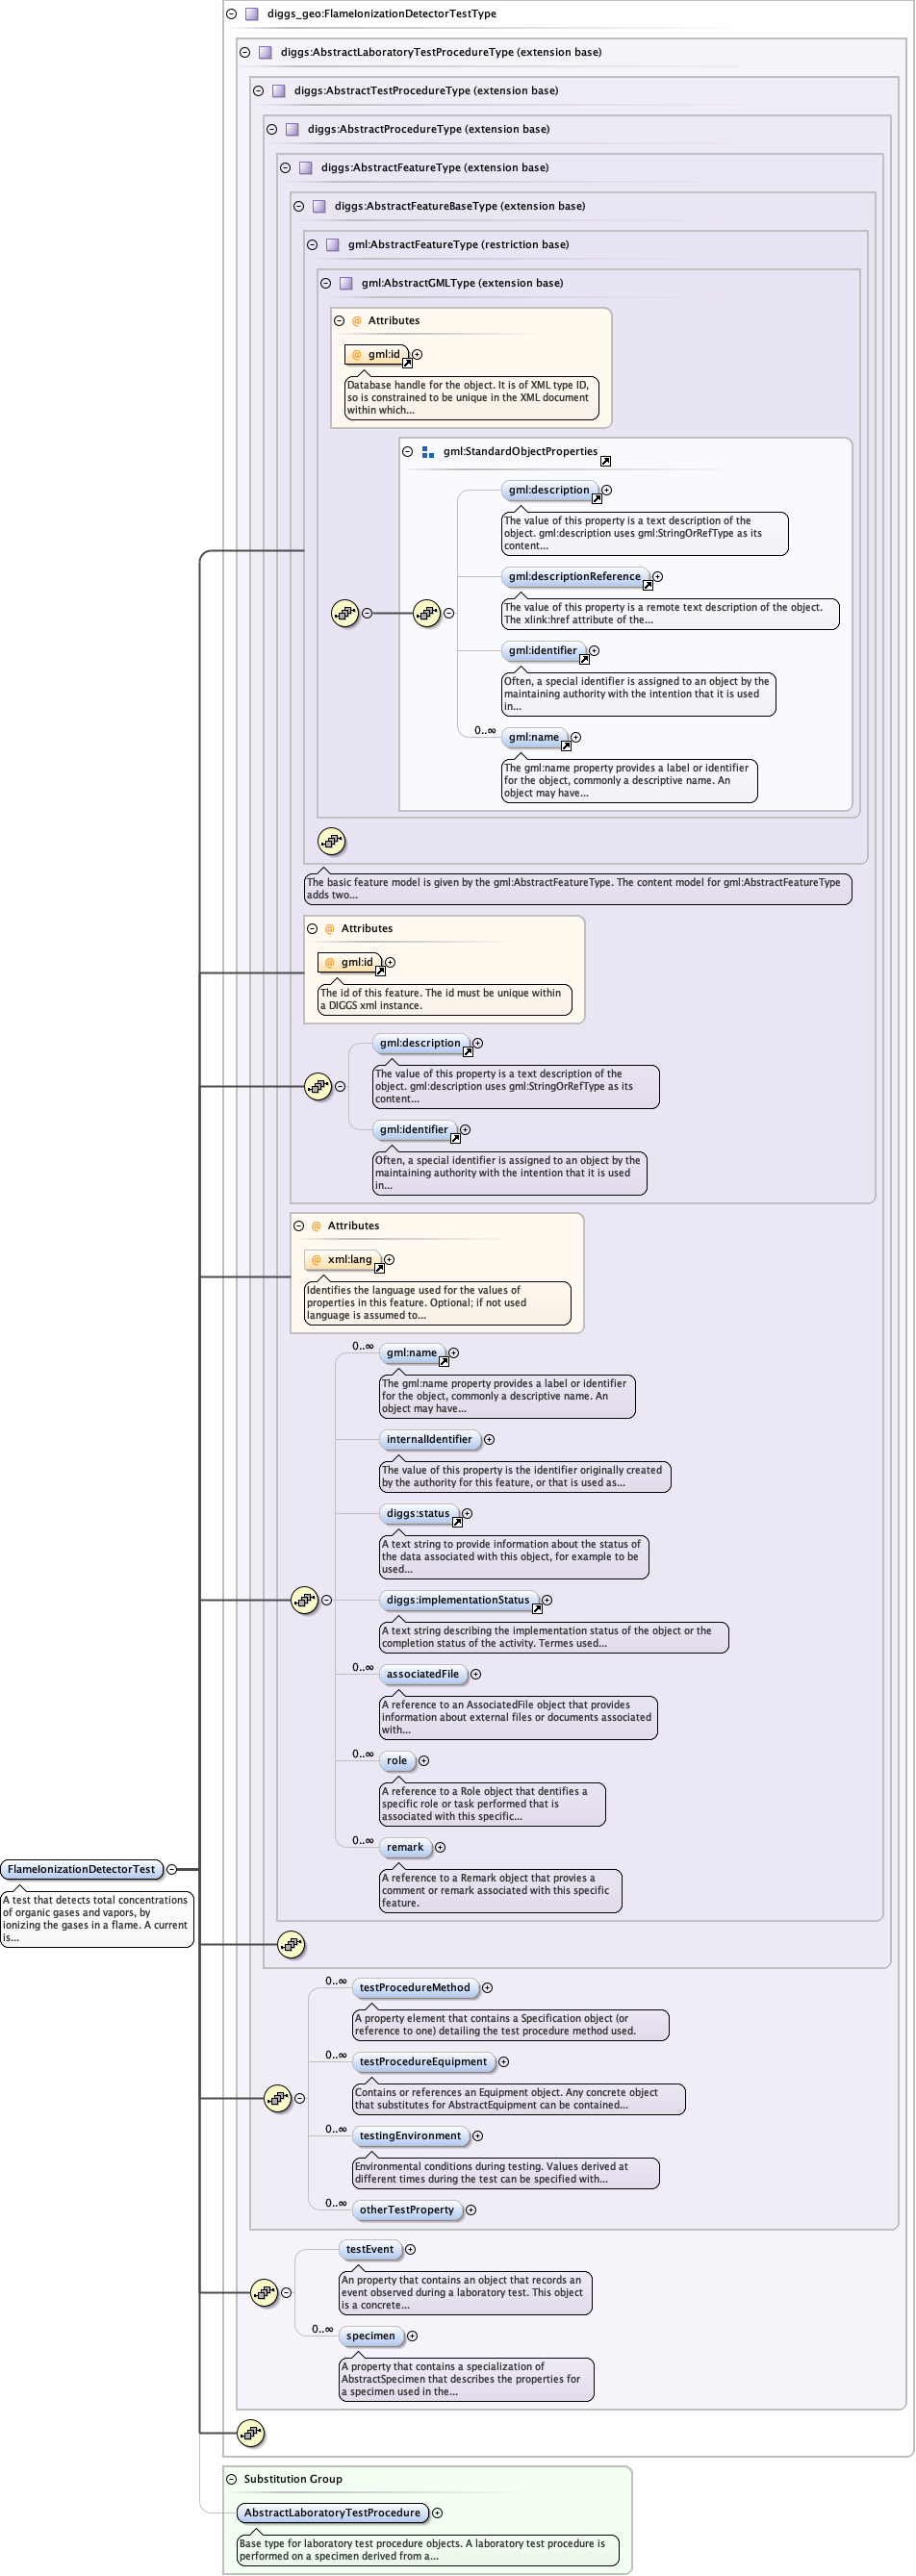 diggs_geo:FlameIonizationDetectorTestType
diggs:AbstractLaboratoryTestProcedureType (extension base)
diggs:AbstractTestProcedureType (extension base)
diggs:AbstractProcedureType (extension base)
diggs:AbstractFeatureType (extension base)
diggs:AbstractFeatureBaseType (extension base)
gml:AbstractFeatureType (restriction base)
gml:AbstractGMLType (extension base)
@ Attributes
@ gml:id
Database handle for the object. It is of XML type ID,
so is constrained to be unique in the XML document
within which...
gml:StandardObjectProperties
gml:description
The value of this property is a text description of the
object. gml:description uses gml:StringOrRefType as its
content...
gml:descriptionReference
The value of this property is a remote text description of the object.
The xlink:href attribute of the...
gml:identifier
Often, a special identifier is assigned to an object by the
maintaining authority with the intention that it is used
in...
0..∞
gml:name
The gml:name property provides a label or identifier
for the object, commonly a descriptive name. An
object may have...
The basic feature model is given by the gml:AbstractFeatureType. The content model for gml:AbstractFeatureType
adds two...
@ Attributes
@ gml:id
The id of this feature. The id must be unique within
a DIGGS xml instance.
gml:description
The value of this property is a text description of the
object. gml:description uses gml:StringOrRefType as its
content...
gml:identifier
Often, a special identifier is assigned to an object by the
maintaining authority with the intention that it is used
in...
@ Attributes
@ xml:lang
Identifies the language used for the values of
properties in this feature. Optional; if not used
language is assumed to...
0..∞
gml:name
The gml:name property provides a label or identifier
for the object, commonly a descriptive name. An
object may have...
internalIdentifier
The value of this property is the identifier originally created
by the authority for this feature, or that is used as...
diggs:status
A text string to provide information about the status of
the data associated with this object, for example to be
used...
diggs:implementationStatus
A text string describing the implementation status of the object or the
completion status of the activity. Termes used...
0..∞
associatedFile
A reference to an AssociatedFile object that provides
information about external files or documents associated
with...
0..∞
role
A reference to a Role object that dentifies a
specific role or task performed that is
associated with this specific...
0..∞
remark
A reference to a Remark object that provies a
comment or remark associated with this specific
feature.
FlameIonizationDetectorTest
A test that detects total concentrations
of organic gases and vapors, by
ionizing the gases in a flame. A current
is...
0..∞
testProcedureMethod
A property element that contains a Specification object (or
reference to one) detailing the test procedure method used.
0..∞
testProcedureEquipment
Contains or references an Equipment object. Any concrete object
that substitutes for AbstractEquipment can be contained...
0..∞
testingEnvironment
Environmental conditions during testing. Values derived at
different times during the test can be specified with...
0..∞
otherTestProperty
testEvent
An property that contains an object that records an
event observed during a laboratory test. This object
is a concrete...
0..∞
specimen
A property that contains a specialization of
AbstractSpecimen that describes the properties for
a specimen used in the...
Substitution Group
AbstractLaboratoryTestProcedure
Base type for laboratory test procedure objects. A laboratory test procedure is
performed on a specimen derived from a...